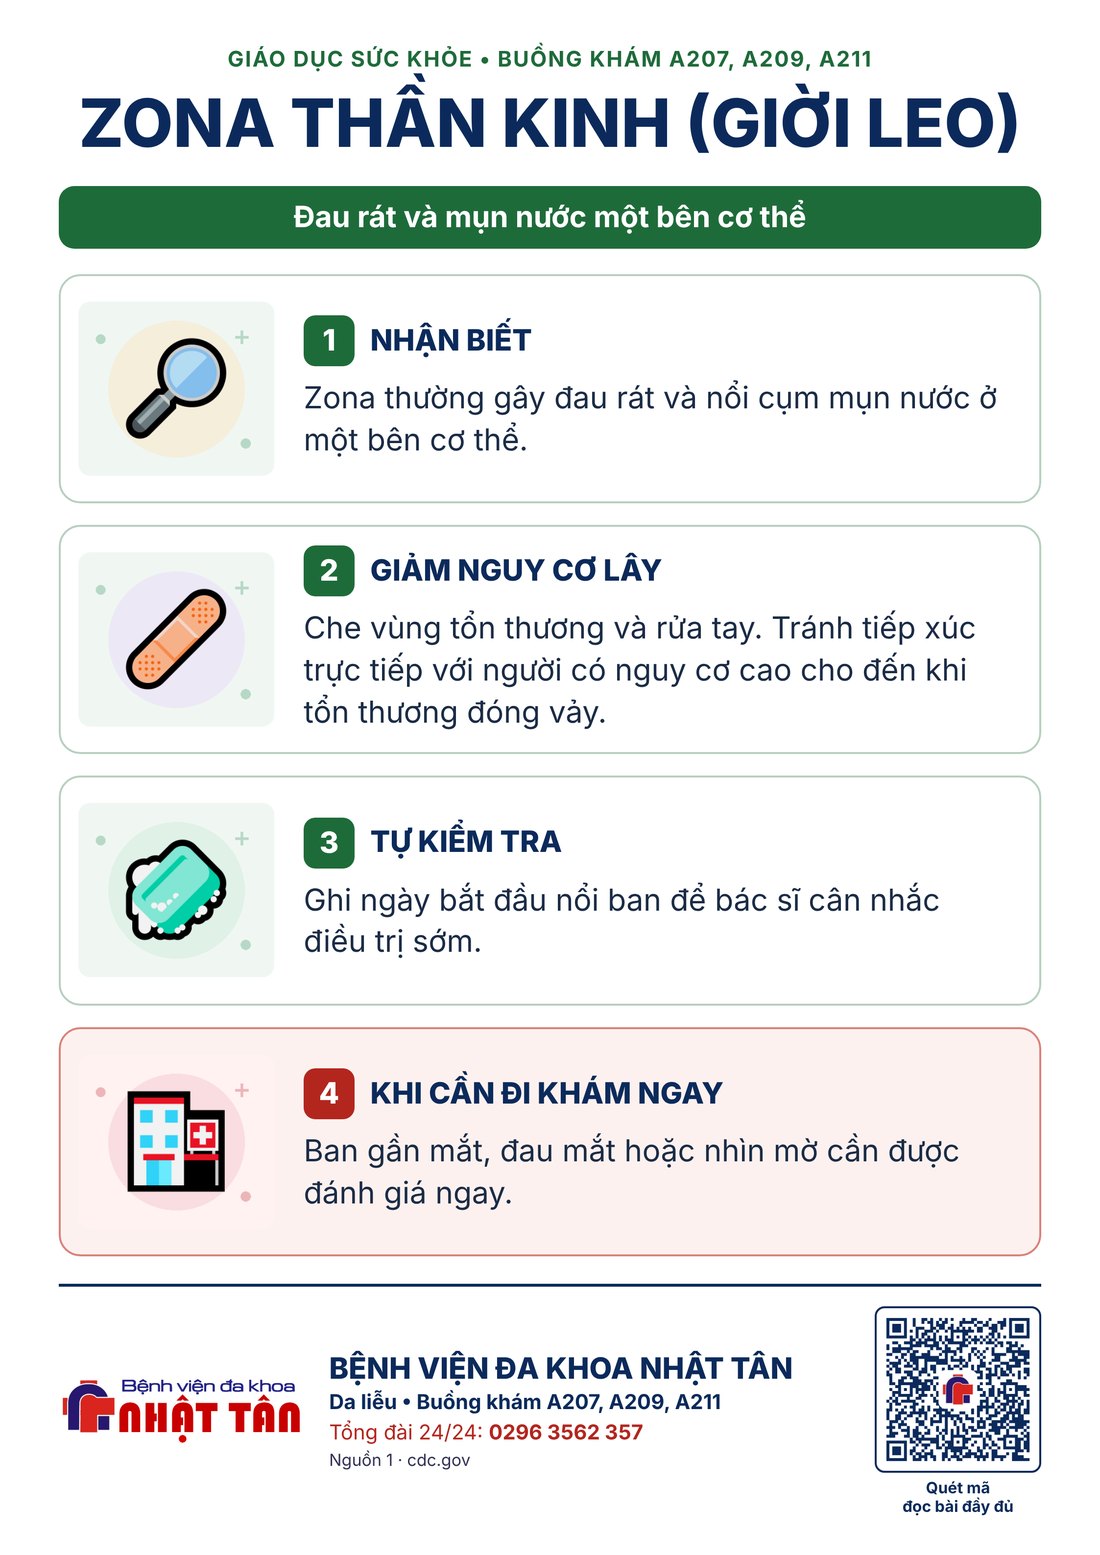 GIÁO DỤC SỨC KHỎE • BUỒNG KHÁM A207, A209, A211
ZONA THẦN KINH (GIỜI LEO)
Đau rát và mụn nước một bên cơ thể
1 NHẬN BIẾT
Zona thường gây đau rát và nổi cụm mụn nước ở
một bên cơ thể.
2 GIẢM NGUY CƠ LÂY
Che vùng tổn thương và rửa tay. Tránh tiếp xúc
trực tiếp với người có nguy cơ cao cho đến khi
tổn thương đóng vảy.
3 TỰ KIỂM TRA
Ghi ngày bắt đầu nổi ban để bác sĩ cân nhắc
điều trị sớm.
4 KHI CẦN ĐI KHÁM NGAY
Ban gần mắt, đau mắt hoặc nhìn mờ cần được
đánh giá ngay.
Bệnh viện đa khoa
NHẬT TÂN
BỆNH VIỆN ĐA KHOA NHẬT TÂN
Da liễu • Buồng khám A207, A209, A211
Tổng đài 24/24: 0296 3562 357
Nguồn 1 · cdc.gov
Quét mã
đọc bài đầy đủ